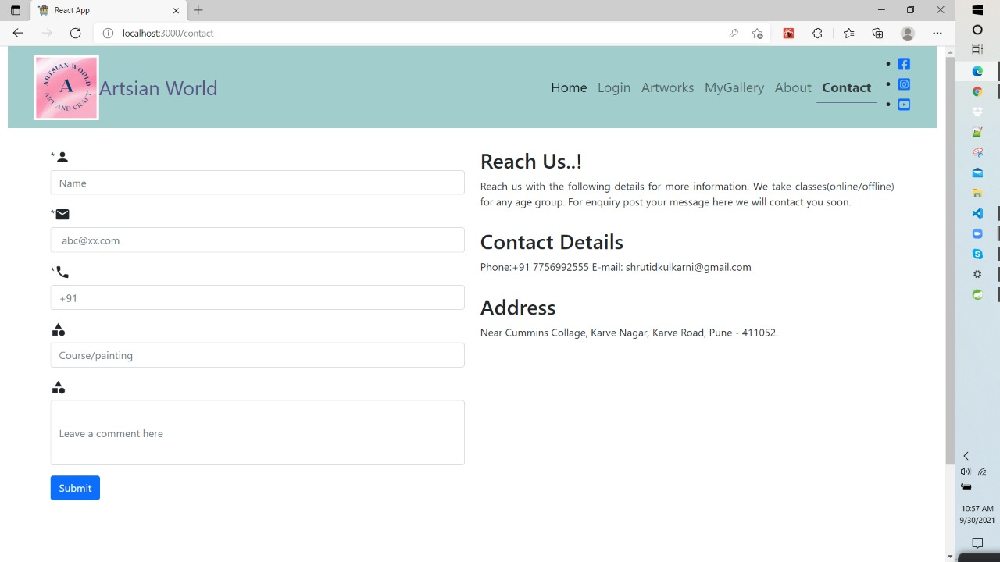 React App
localhost:3000/contact
ARTSIAN WORLD
A
ART AND CRAFT
Artsian World
Home Login Artworks MyGallery About Contact
*
Name
*
abc@xx.com
*
+91
Course/painting
Leave a comment here
Submit
Reach Us..!
Reach us with the following details for more information. We take classes(online/offline)
for any age group. For enquiry post your message here we will contact you soon.
Contact Details
Phone:+91 7756992555 E-mail: shrutidkulkarni@gmail.com
Address
Near Cummins Collage, Karve Nagar, Karve Road, Pune - 411052.
10:57 AM
9/30/2021